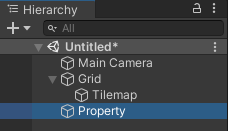 Hierarchy
All
Untitled*
Main Camera
Grid
Tilemap
Property